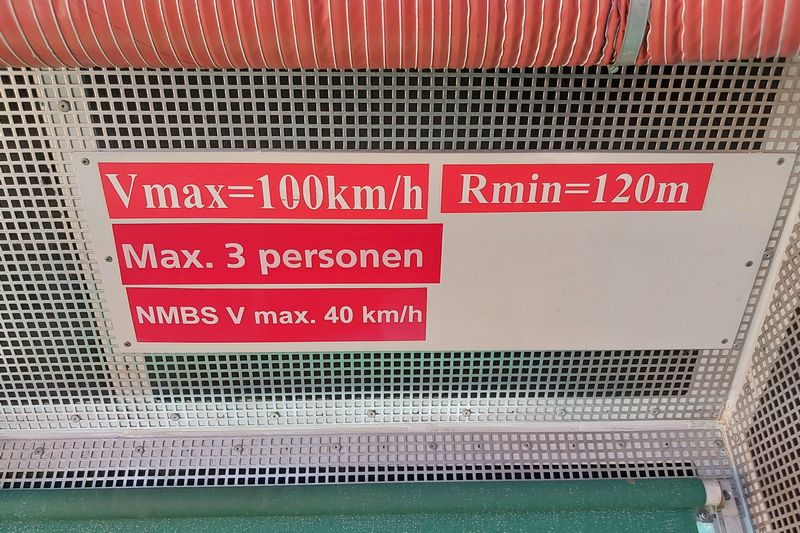 Vmax=100km/h
Rmin=120m
Max. 3 personen
NMBS V max. 40 km/h